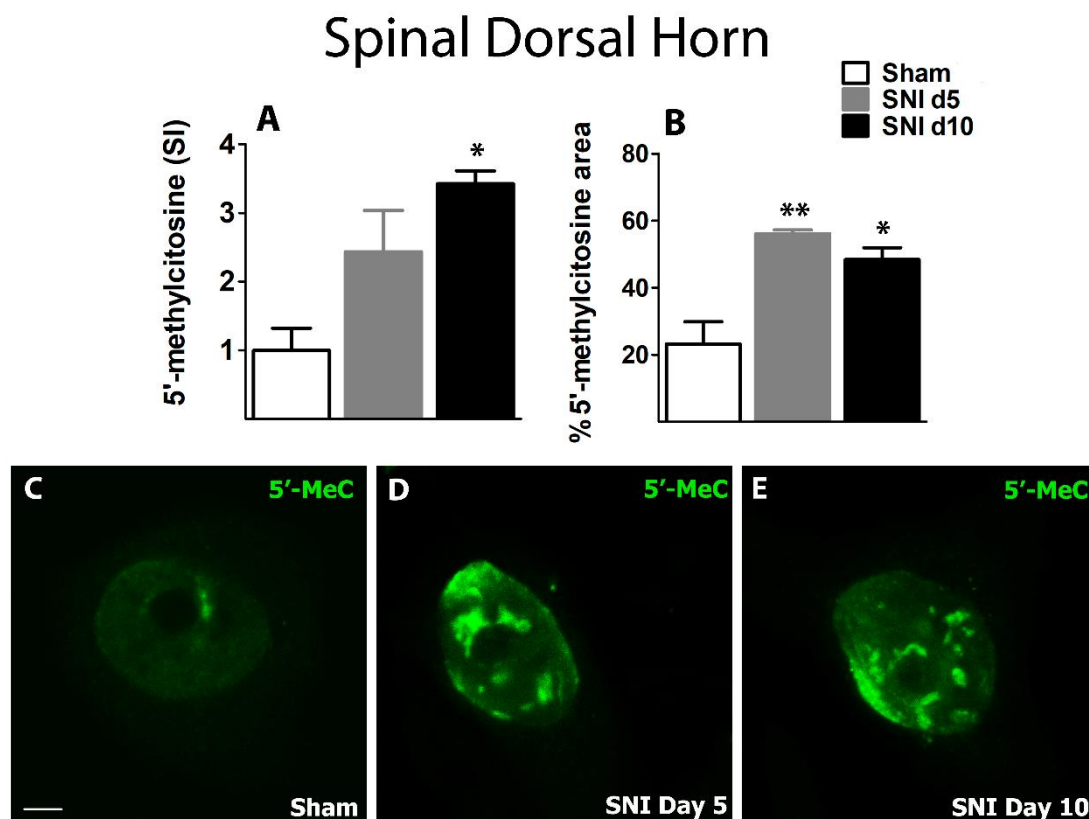 Spinal Dorsal Horn
Sham
SNI d5
SNI d10
A
5'-methylcitosine (SI)
4
3
2
1
*
B
% 5'-methylcitosine area
80
60
40
20
**
*
C
5’-MeC
Sham
D
5’-MeC
SNI Day 5
E
5’-MeC
SNI Day 10